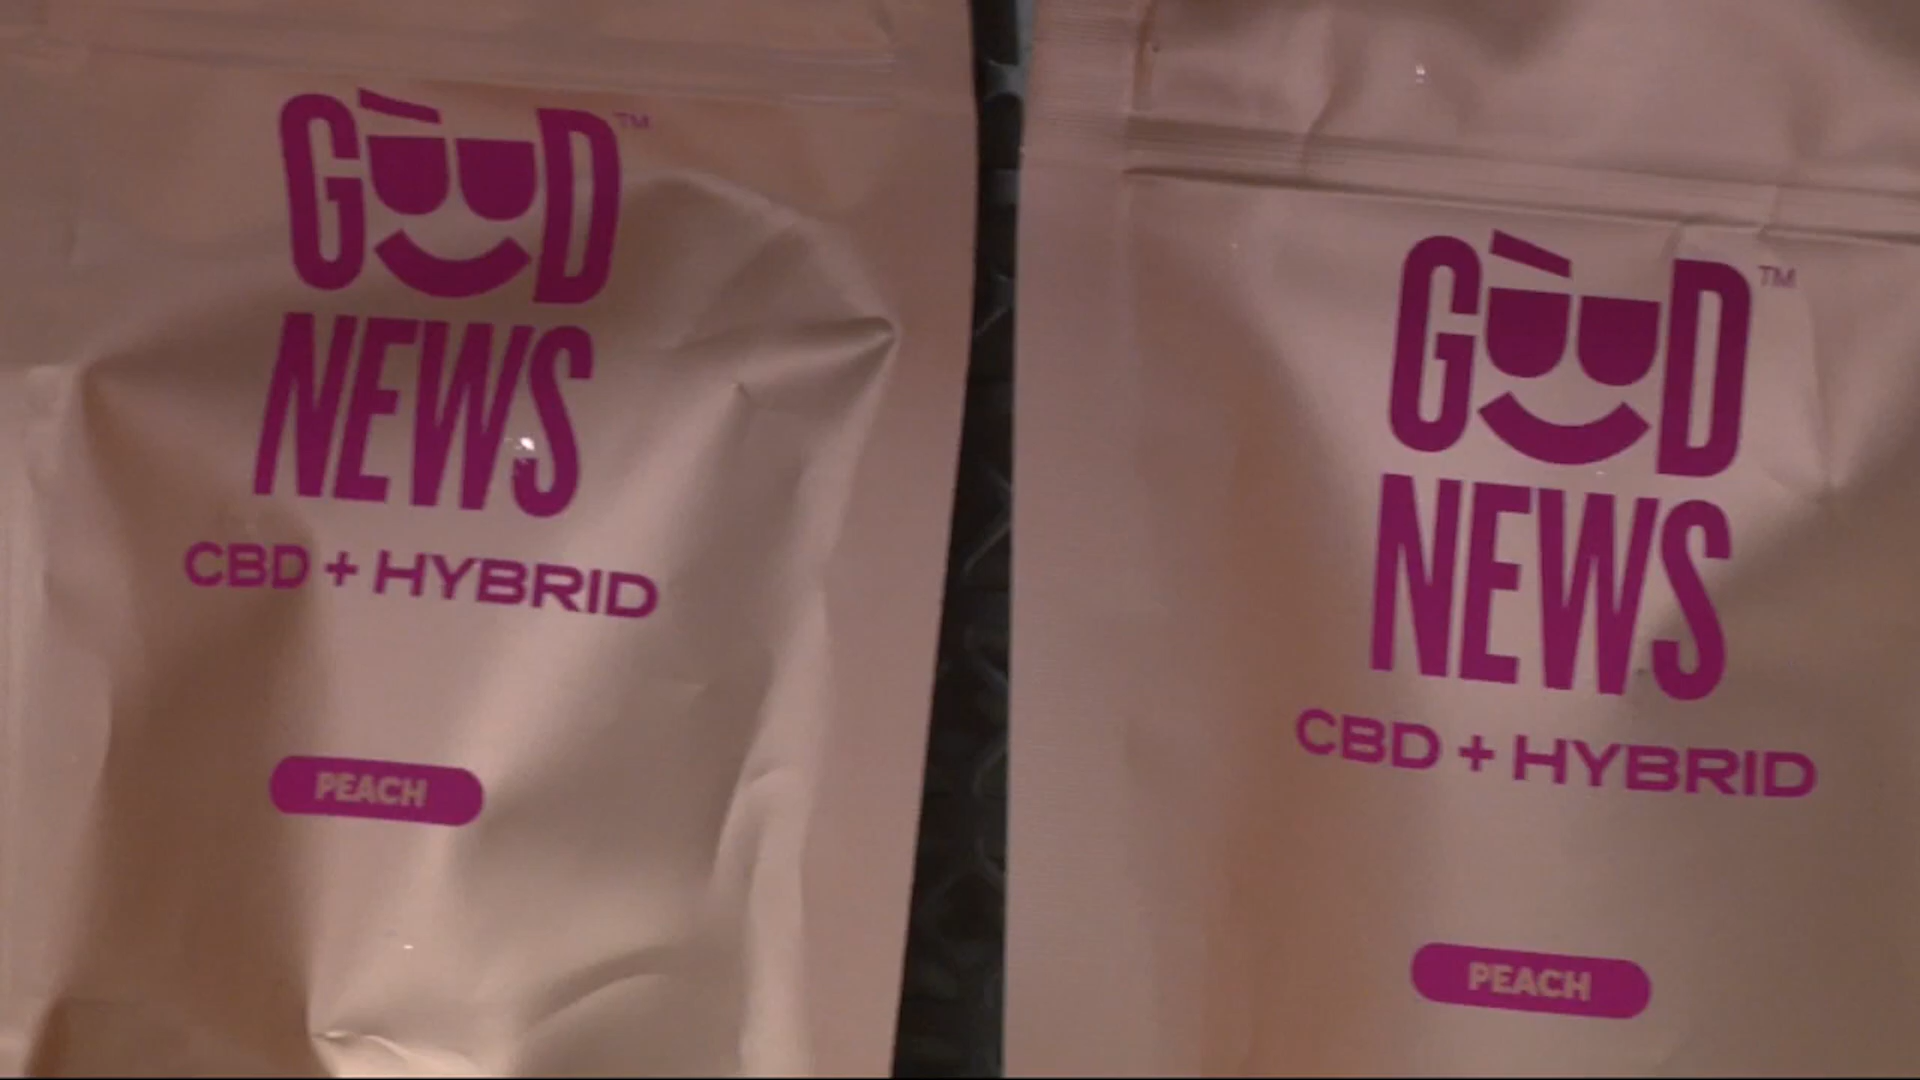 GOOD™
NEWS
CBD + HYBRID
PEACH
GOOD™
NEWS
CBD + HYBRID
PEACH